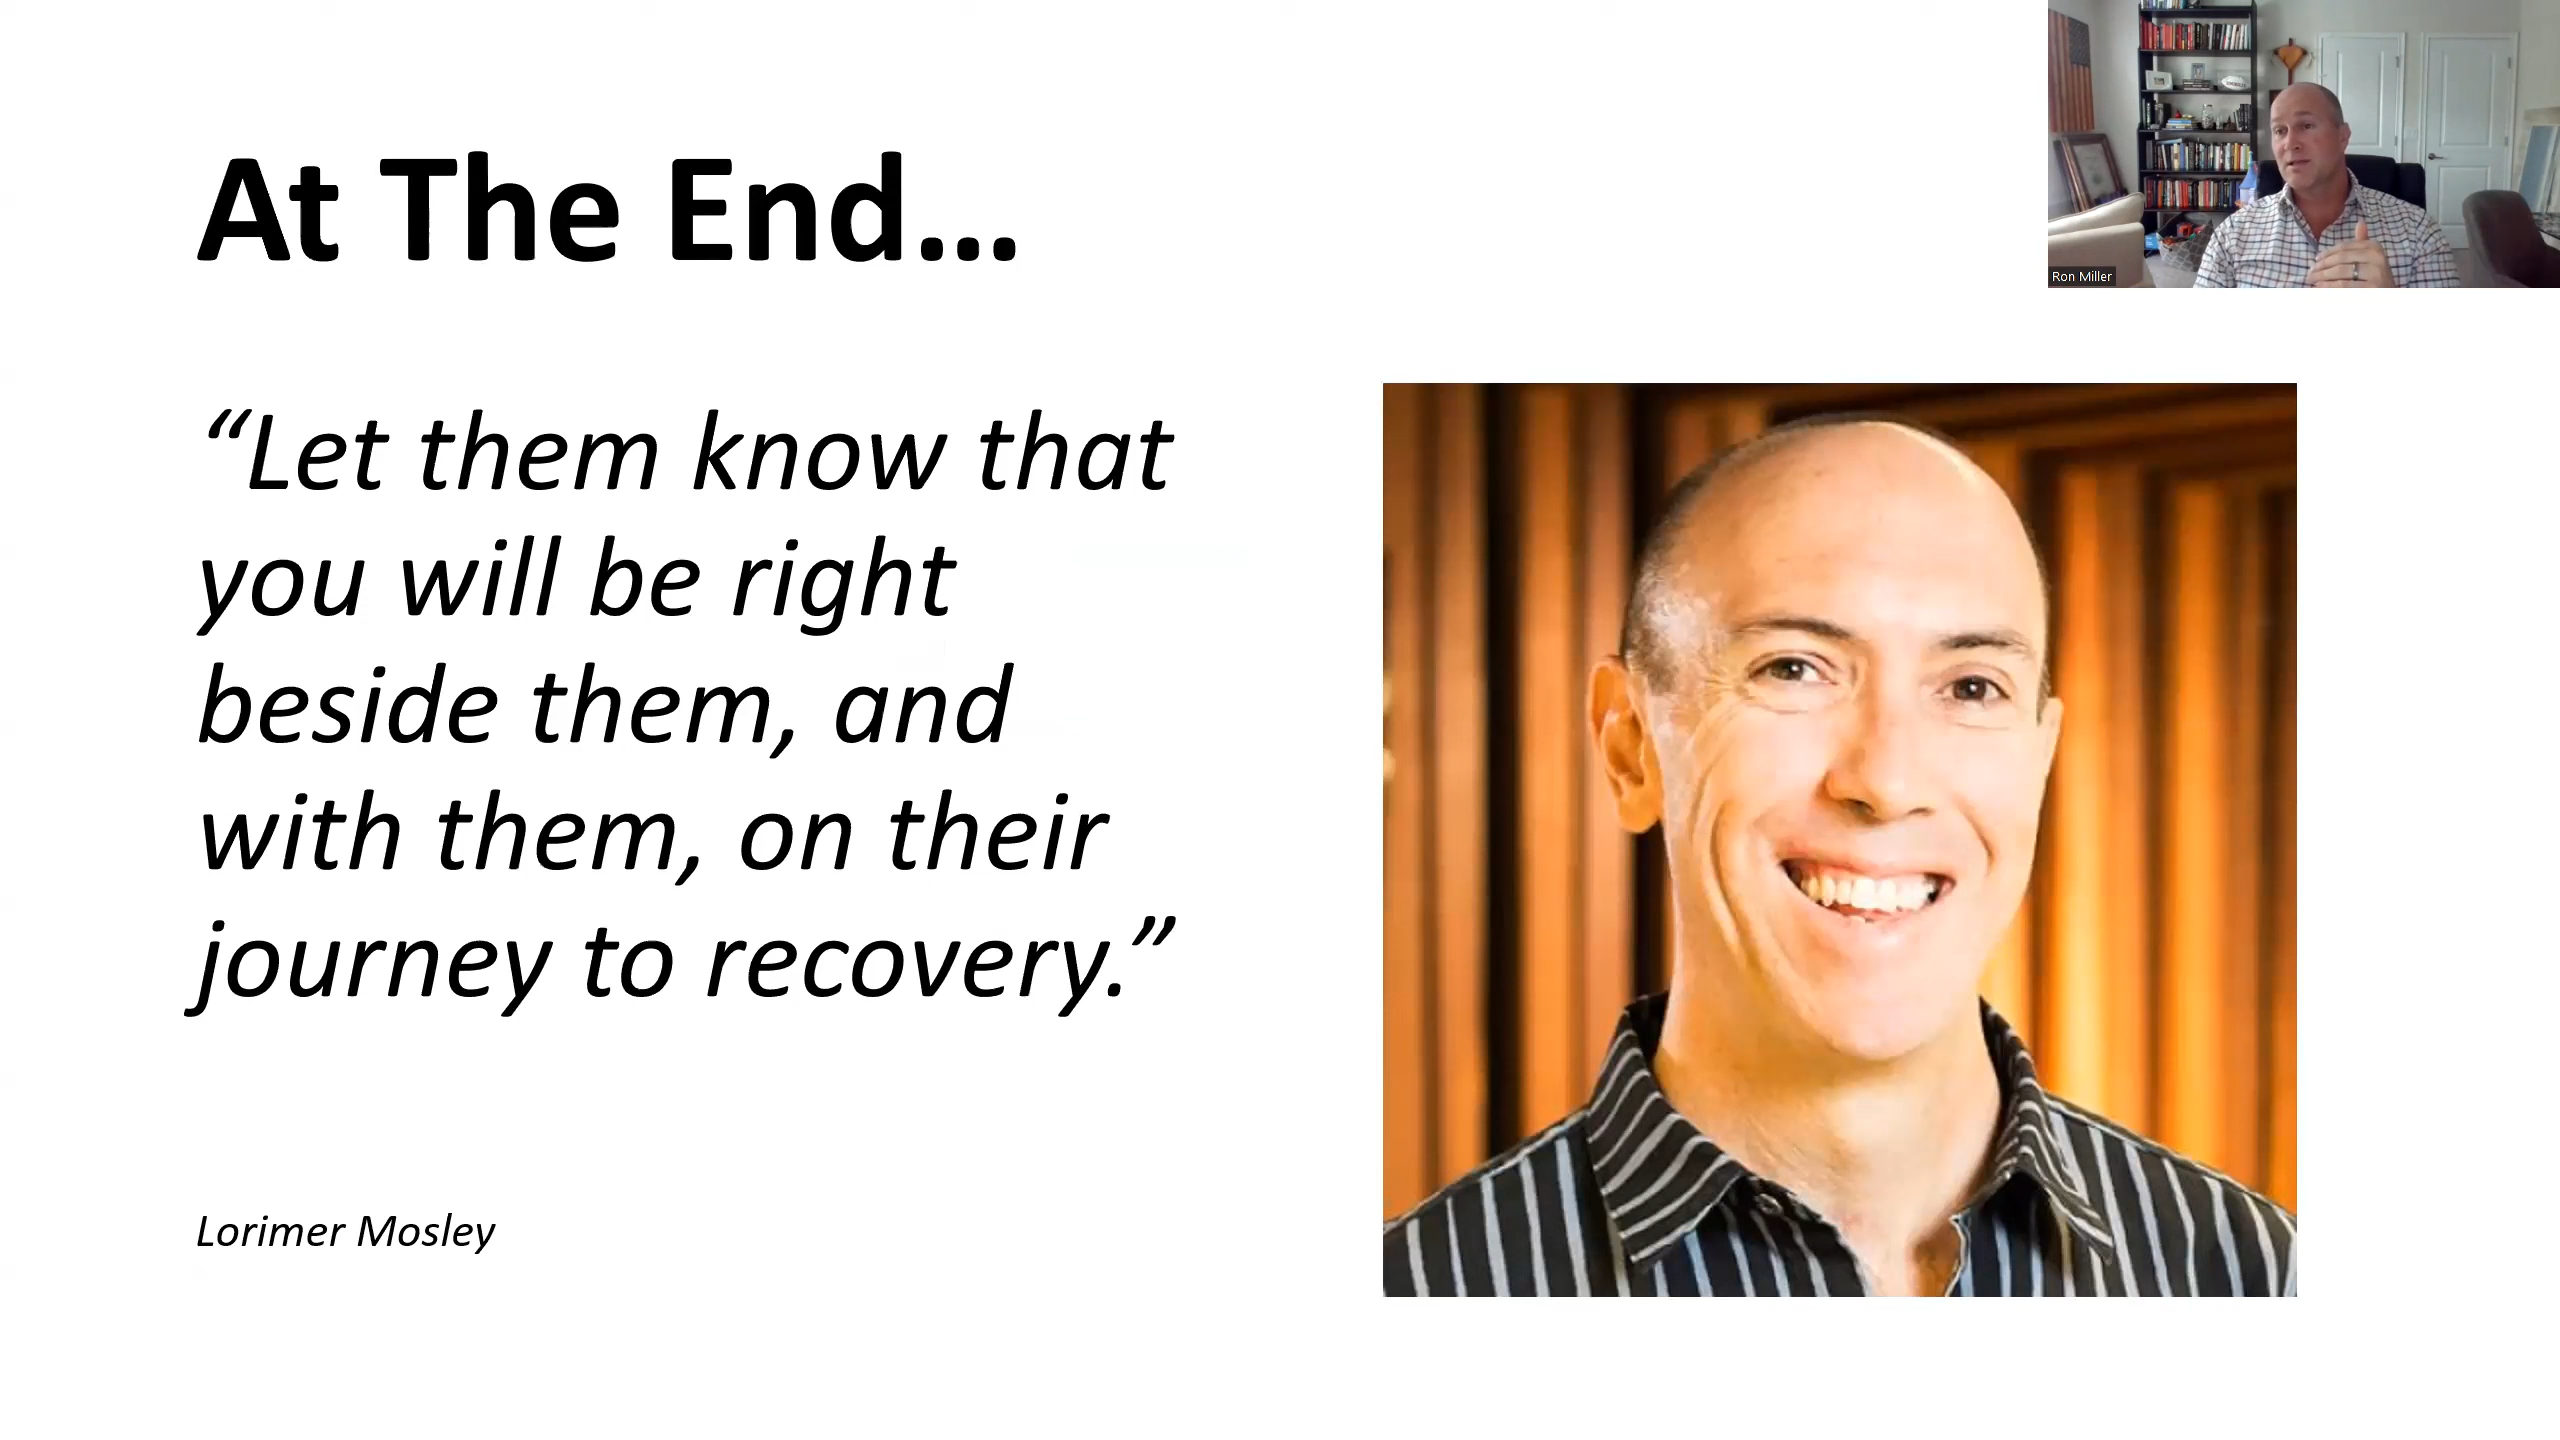 At The End...
Ron Miller
“Let them know that
you will be right
beside them, and
with them, on their
journey to recovery.”
Lorimer Mosley